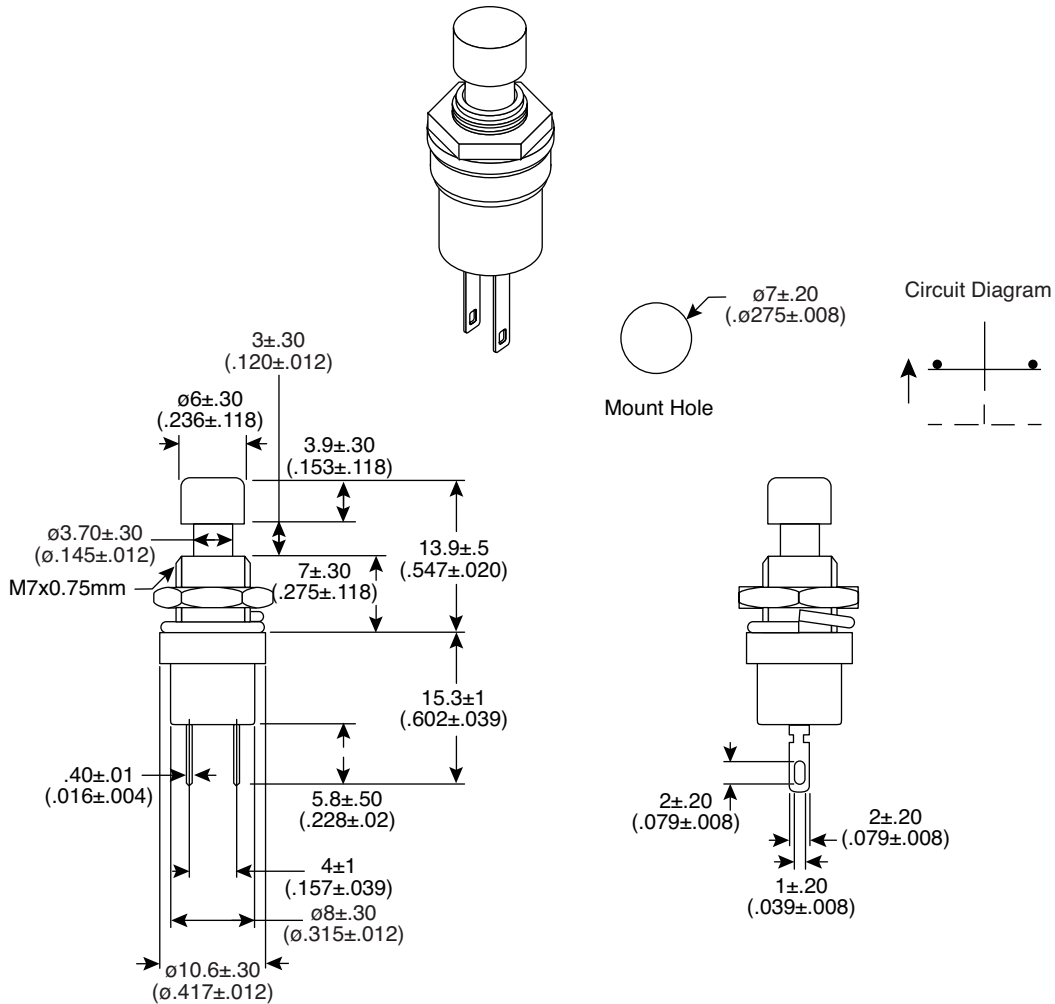 ø7±.20
(.ø275±.008)
Mount Hole
Circuit Diagram
3±.30
(.120±.012)
ø6±.30
(.236±.118)
3.9±.30
(.153±.118)
ø3.70±.30
(ø.145±.012)
M7x0.75mm
7±.30
(.275±.118)
13.9±.5
(.547±.020)
15.3±1
(.602±.039)
.40±.01
(.016±.004)
5.8±.50
(.228±.02)
4±1
(.157±.039)
ø8±.30
(ø.315±.012)
ø10.6±.30
(ø.417±.012)
2±.20
(.079±.008)
2±.20
(.079±.008)
1±.20
(.039±.008)